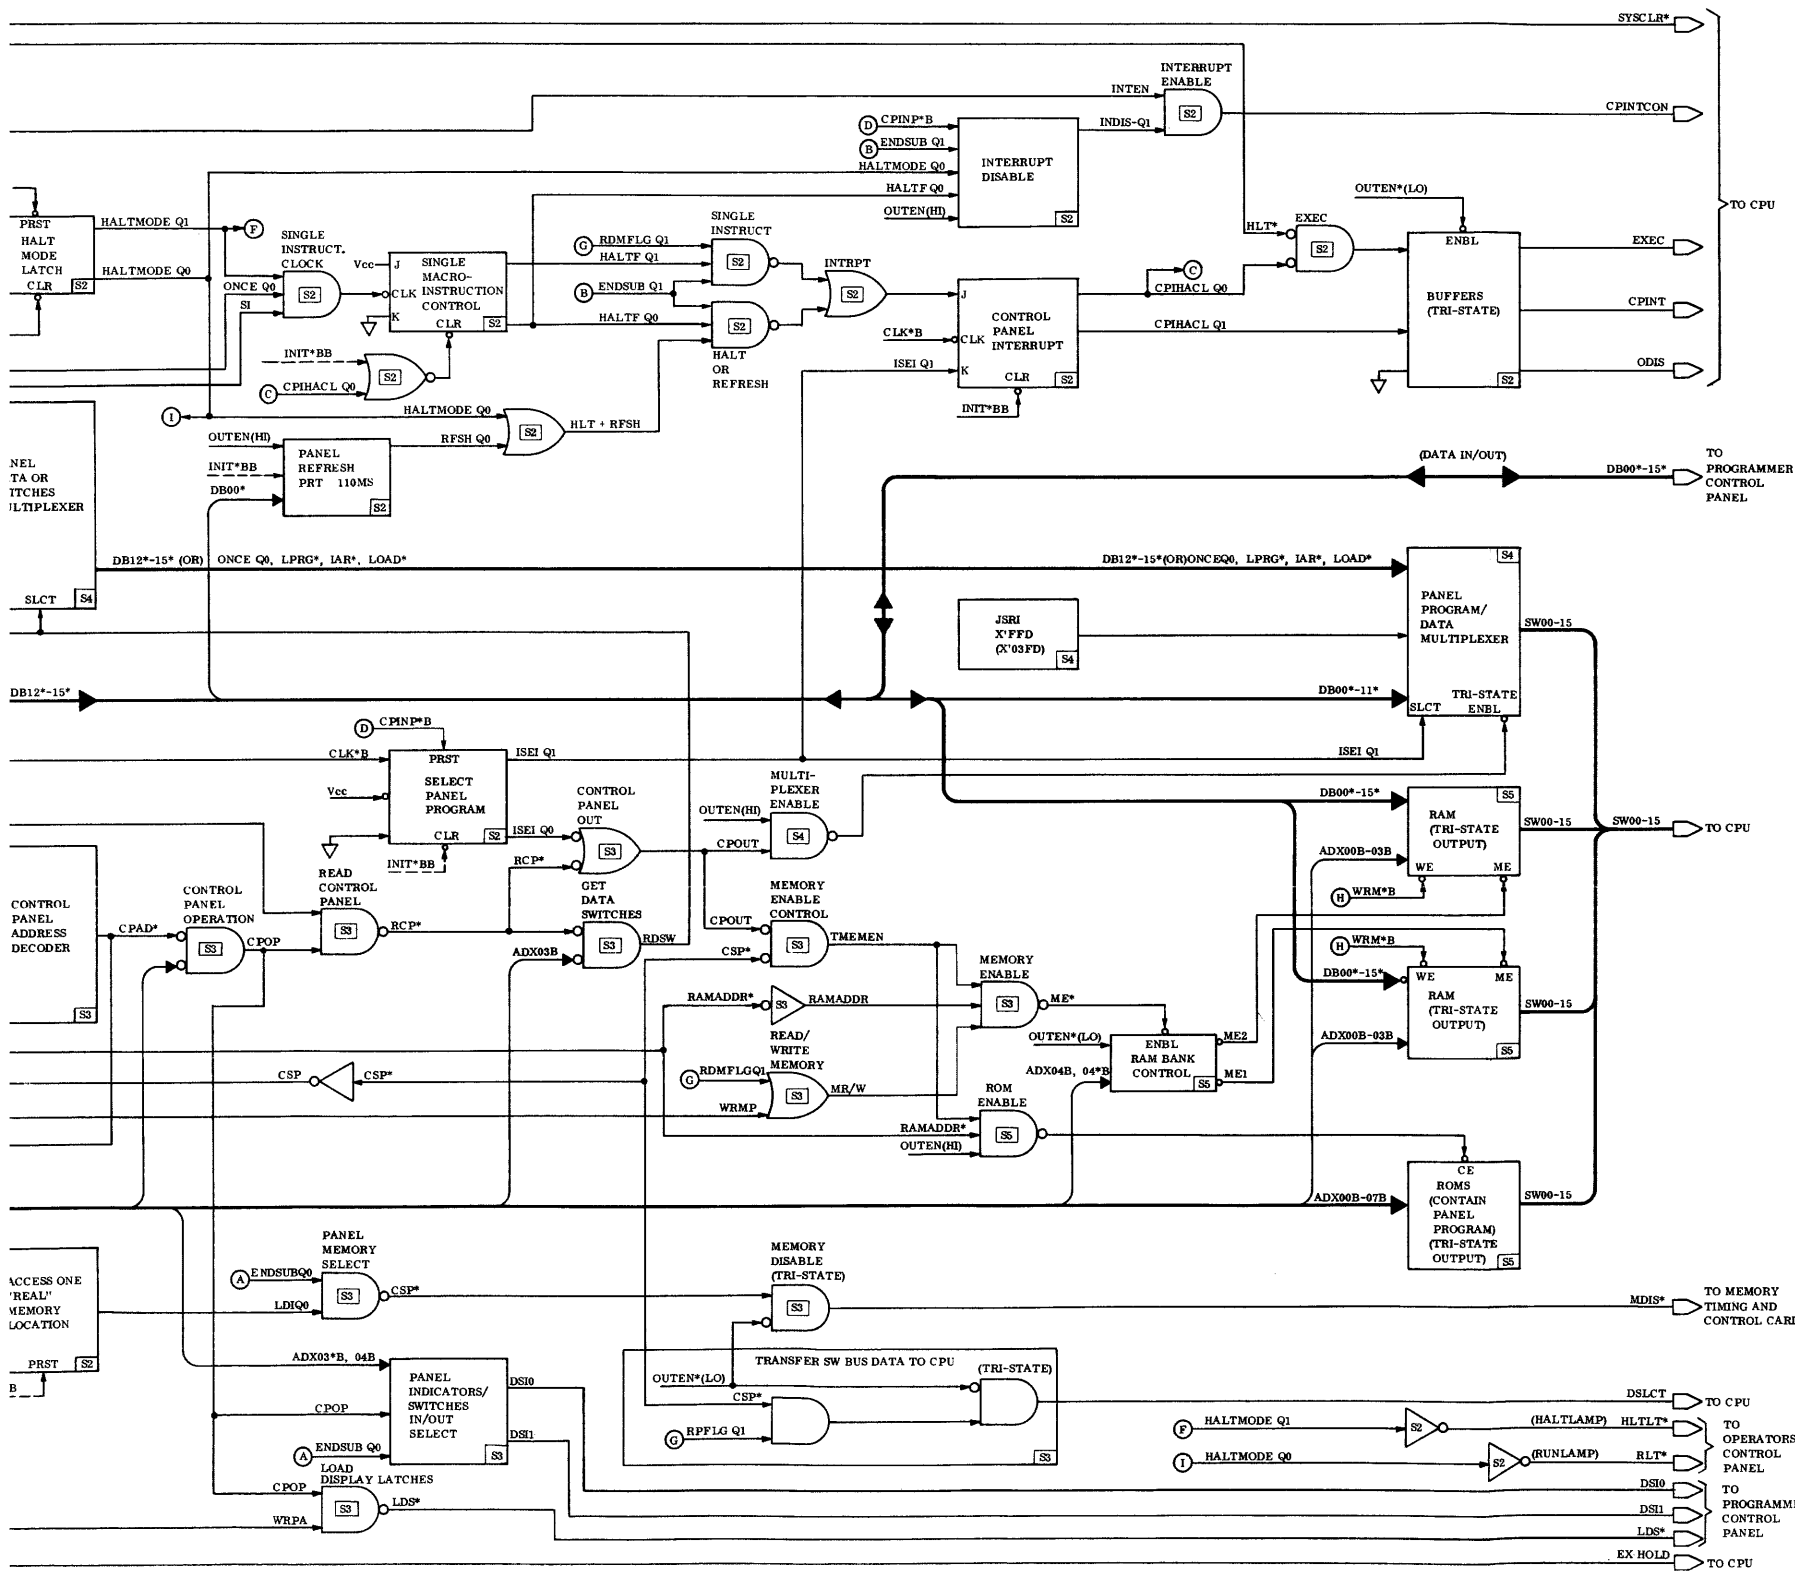 SYSCLR*
INTERRUPT
ENABLE
INTEN
S2
CPINTCON
D
CPINP*B
INDIS-Q1
B
ENDSUB Q1
HALTMODE Q0
INTERRUPT
DISABLE
HALTF Q0
OUTEN(HI)
S2
OUTEN*(LO)
TO CPU
PRST
HALT
MODE
LATCH
CLR
S2
HALTMODE Q1
F
HALTMODE Q0
SINGLE
INSTRUCT.
CLOCK
ONCE Q0
SI
S2
Vcc
J
CLK
K
SINGLE
MACRO-
INSTRUCTION
CONTROL
CLR
S2
INIT*BB
C
CPIHACL Q0
S2
SINGLE
INSTRUCT
G
RDMFLG Q1
HALTF Q1
S2
B
ENDSUB Q1
HALTF Q0
S2
HALT
OR
REFRESH
INTRPT
S2
J
CLK*B
CLK
CONTROL
PANEL
INTERRUPT
ISEI Q1
K
CLR
S2
INIT*BB
C
CPIHACL Q0
CPIHACL Q1
HLT*
EXEC
S2
ENBL
BUFFERS
(TRI-STATE)
S2
EXEC
CPINT
ODIS
I
HALTMODE Q0
OUTEN(HI)
RFSH Q0
S2
HLT + RFSH
INIT*BB
PANEL
REFRESH
PRT 110MS
DB00*
S2
NEL
TA OR
ITCHES
LTIPLEXER
SLCT
S4
(DATA IN/OUT)
DB00*-15*
TO
PROGRAMMER
CONTROL
PANEL
DB12*-15* (OR) ONCE Q0, LPRG*, IAR*, LOAD*
DB12*-15*(OR)ONCEQ0, LPRG*, IAR*, LOAD*
S4
JSRI
X'FFD
(X'03FD)
S4
PANEL
PROGRAM/
DATA
MULTIPLEXER
TRI-STATE
SLCT
ENBL
SW00-15
DB12*-15*
DB00*-11*
D
CPINP*B
CLK*B
PRST
ISEI Q1
ISEI Q1
SELECT
PANEL
PROGRAM
Vcc
CLR
S2
INIT*BB
ISEI Q0
CONTROL
PANEL
OUT
S3
RCP*
MULTI-
PLEXER
ENABLE
OUTEN(HI)
S4
CPOUT
DB00*-15*
S5
RAM
(TRI-STATE
OUTPUT)
WE
ME
SW00-15
SW00-15
TO CPU
ADX00B-03B
H
WRM*B
CONTROL
PANEL
ADDRESS
DECODER
S3
CPAD*
CONTROL
PANEL
OPERATION
S3
CPOP
READ
CONTROL
PANEL
S3
RCP*
GET
DATA
SWITCHES
S3
RDSW
ADX03B
MEMORY
ENABLE
CONTROL
CPOUT
S3
TMEMEN
CSP*
H
WRM*B
DB00*-15*
WE
ME
RAM
(TRI-STATE
OUTPUT)
S5
SW00-15
ADX00B-03B
MEMORY
ENABLE
S3
ME*
RAMADDR*
S3
RAMADDR
READ/
WRITE
MEMORY
OUTEN*(LO)
ENBL
RAM BANK
CONTROL
S5
ME2
ME1
CSP
CSP*
G
RDMFLGQ1
S3
MR/W
WRMP
ADX04B, 04*B
ROM
ENABLE
RAMADDR*
OUTEN(HI)
S5
CE
ROMS
(CONTAIN
PANEL
PROGRAM)
(TRI-STATE
OUTPUT)
S5
ADX00B-07B
SW00-15
ACCESS ONE
"REAL"
MEMORY
LOCATION
PRST
S2
B
PANEL
MEMORY
SELECT
A
ENDSUBQ0
S3
CSP*
LDIQ0
MEMORY
DISABLE
(TRI-STATE)
S3
MDIS*
TO MEMORY
TIMING AND
CONTROL CARD
ADX03*B, 04B
PANEL
INDICATORS/
SWITCHES
IN/OUT
SELECT
S3
DSI0
DSI1
CPOP
A
ENDSUB Q0
TRANSFER SW BUS DATA TO CPU
(TRI-STATE)
OUTEN*(LO)
CSP*
G
RPFLG Q1
S3
DSLCT
TO CPU
F
HALTMODE Q1
S2
(HALTLAMP)
HLTLT*
I
HALTMODE Q0
S2
(RUNLAMP)
RLT*
TO
OPERATORS
CONTROL
PANEL
LOAD
DISPLAY LATCHES
CPOP
S3
LDS*
WRPA
DSI0
DSI1
LDS*
TO
PROGRAMME
CONTROL
PANEL
EX HOLD
TO CPU